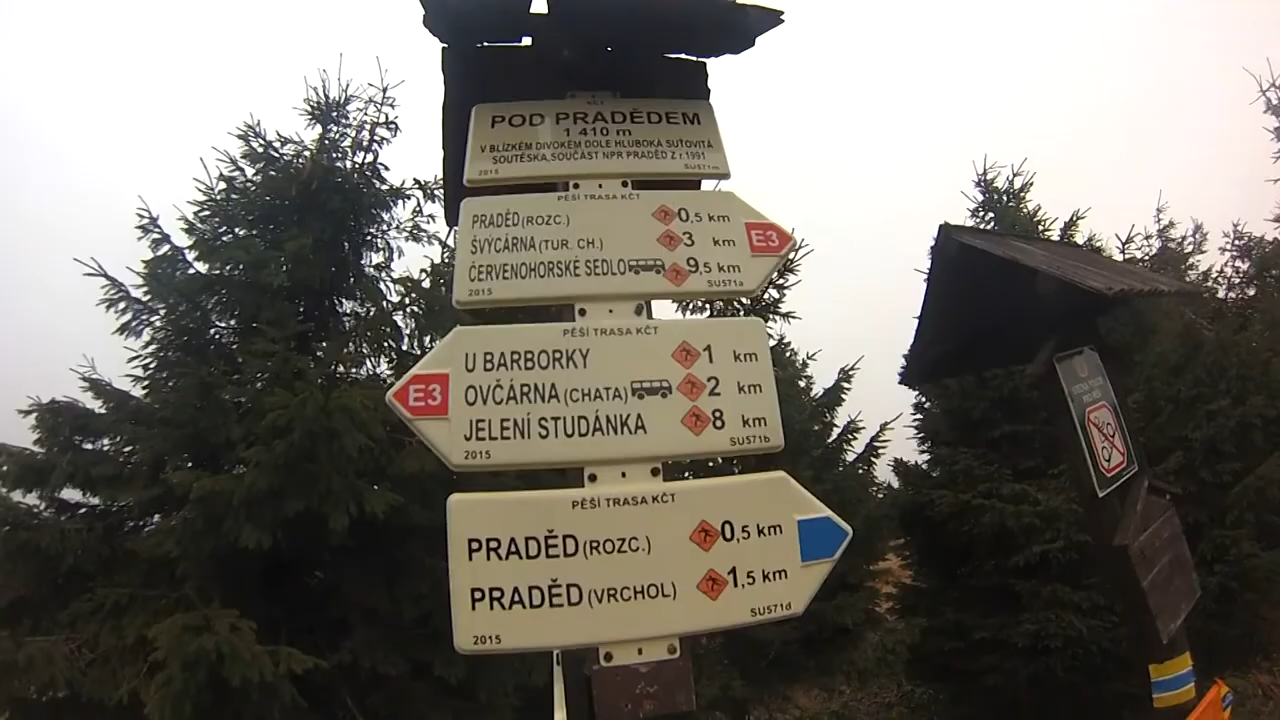 KČT
POD PRADĚDEM
1 410 m
V BLÍZKÉM DIVOKÉM DOLE HLUBOKÁ SUŤOVITÁ
SOUTĚSKA,SOUČÁST NPR PRADĚD Z r.1991
2015 SU571m
PĚŠÍ TRASA KČT
PRADĚD (ROZC.) 0,5 km
ŠVÝCÁRNA (TUR. CH.) 3 km
E3
ČERVENOHORSKÉ SEDLO 9,5 km
2015 SU571a
PĚŠÍ TRASA KČT
U BARBORKY 1 km
E3
OVČÁRNA (CHATA) 2 km
JELENÍ STUDÁNKA 8 km
2015 SU571b
PĚŠÍ TRASA KČT
PRADĚD (ROZC.) 0,5 km
PRADĚD (VRCHOL) 1,5 km
2015 SU571d